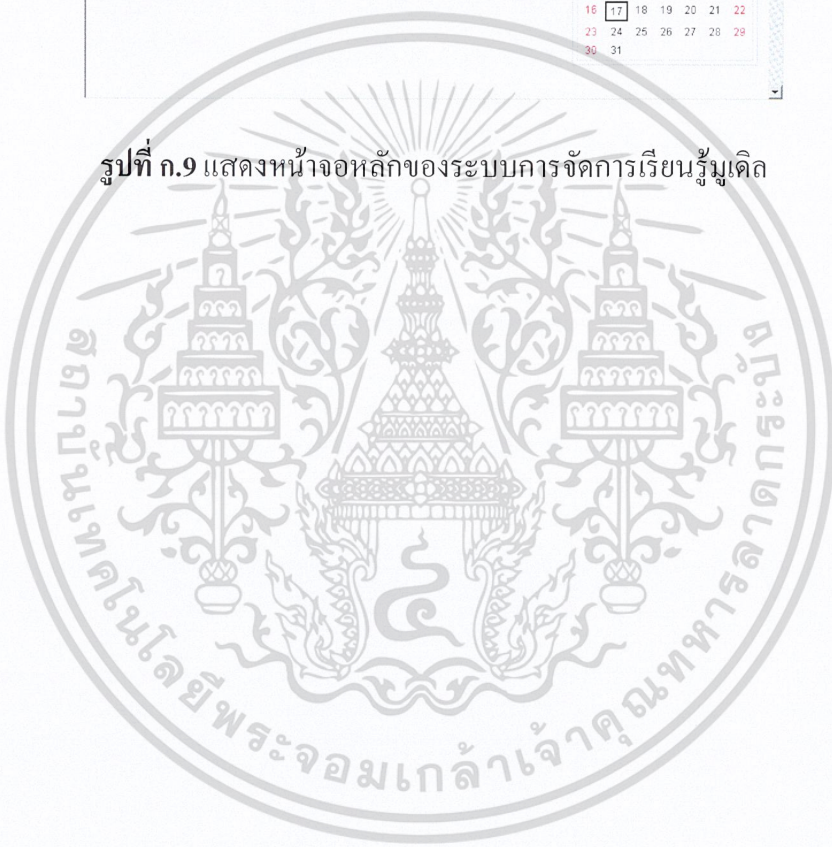 16 17 18 19 20 21 22
23 24 25 26 27 28 29
30 31
รูปที่ ก.9 แสดงหน้าจอหลักของระบบการจัดการเรียนรู้มูเดิล
สถาบันเทคโนโลยีพระจอมเกล้าเจ้าคุณทหารลาดกระบัง